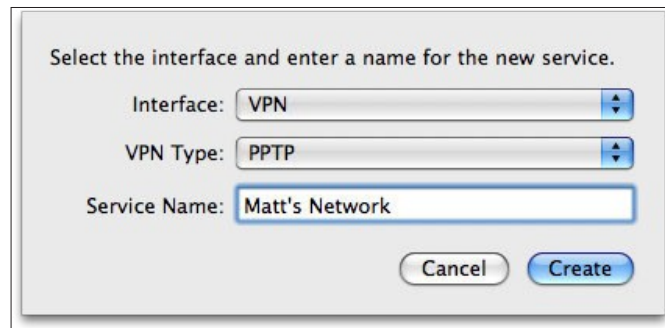 Select the interface and enter a name for the new service.
Interface: VPN
VPN Type: PPTP
Service Name: Matt's Network
Cancel Create